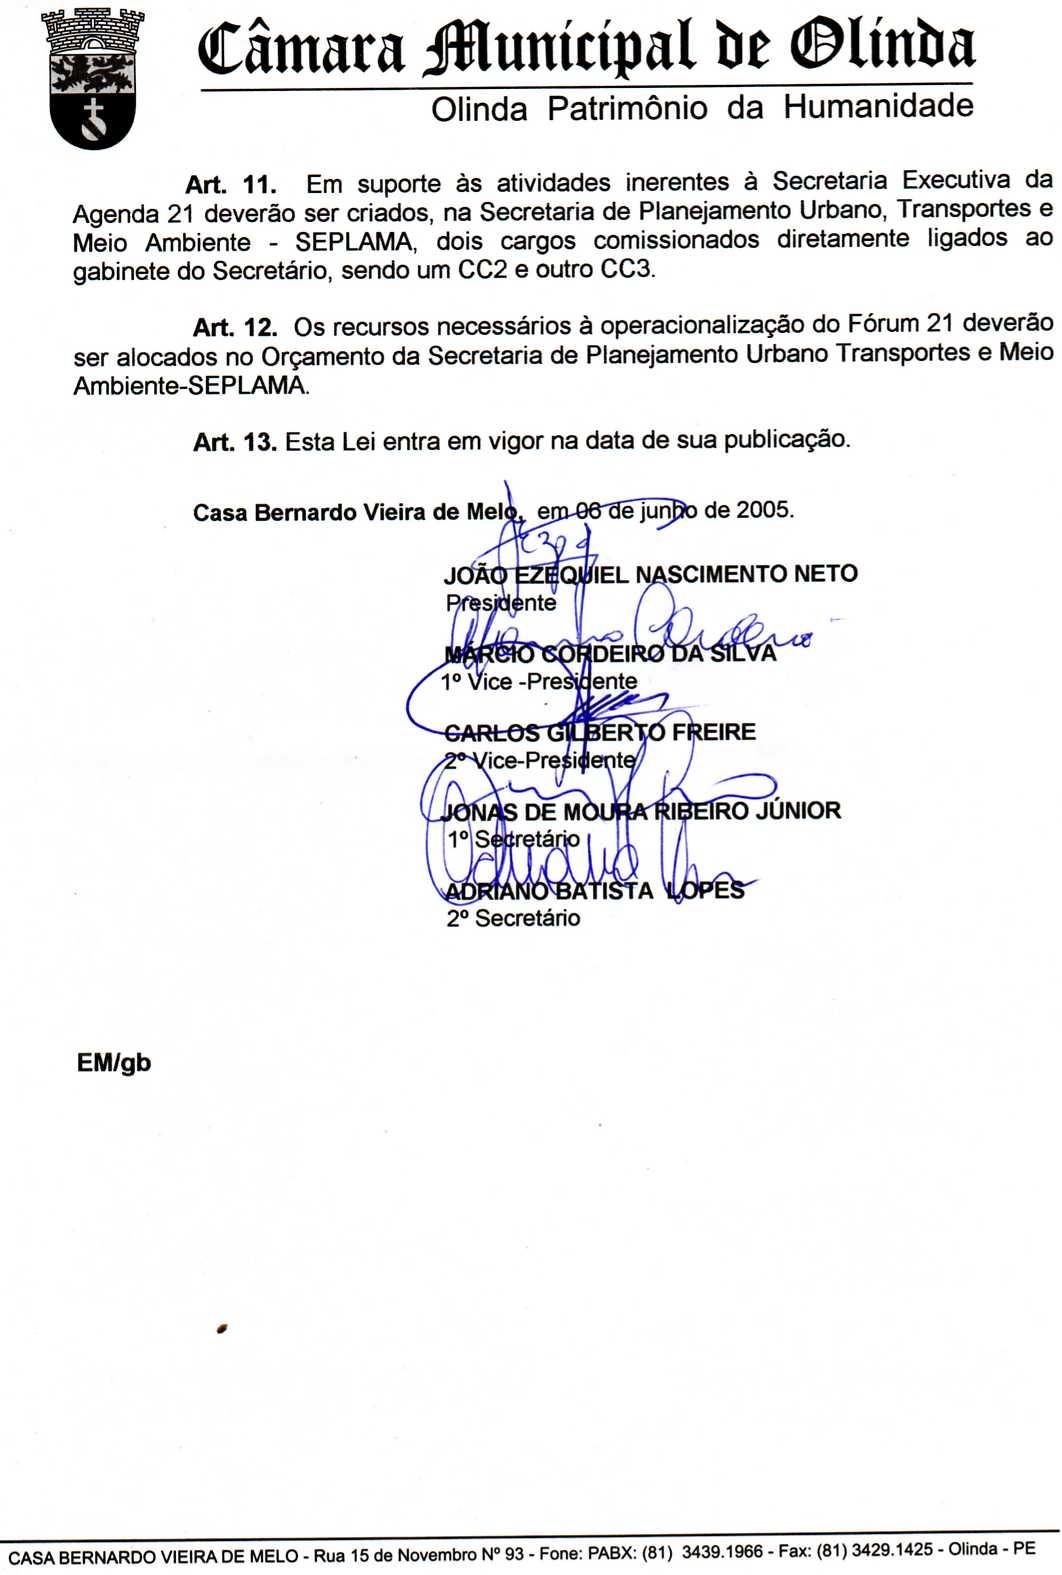 Câmara Municipal de Olinda
Olinda Patrimônio da Humanidade
Art. 11. Em suporte às atividades inerentes à Secretaria Executiva da
Agenda 21 deverão ser criados, na Secretaria de Planejamento Urbano, Transportes e
Meio Ambiente - SEPLAMA, dois cargos comissionados diretamente ligados ao
gabinete do Secretário, sendo um CC2 e outro CC3.
Art. 12. Os recursos necessários à operacionalização do Fórum 21 deverão
ser alocados no Orçamento da Secretaria de Planejamento Urbano Transportes e Meio
Ambiente-SEPLAMA.
Art. 13. Esta Lei entra em vigor na data de sua publicação.
Casa Bernardo Vieira de Melo, em 06 de junho de 2005.
JOÃO EZEQUIEL NASCIMENTO NETO
Presidente
MÁRCIO CORDEIRO DA SILVA
1º Vice -Presidente
CARLOS GILBERTO FREIRE
2º Vice-Presidente
JONAS DE MOURA RIBEIRO JÚNIOR
1º Secretário
ADRIANO BATISTA LOPES
2º Secretário
EM/gb
CASA BERNARDO VIEIRA DE MELO - Rua 15 de Novembro Nº 93 - Fone: PABX: (81) 3439.1966 - Fax: (81) 3429.1425 - Olinda - PE